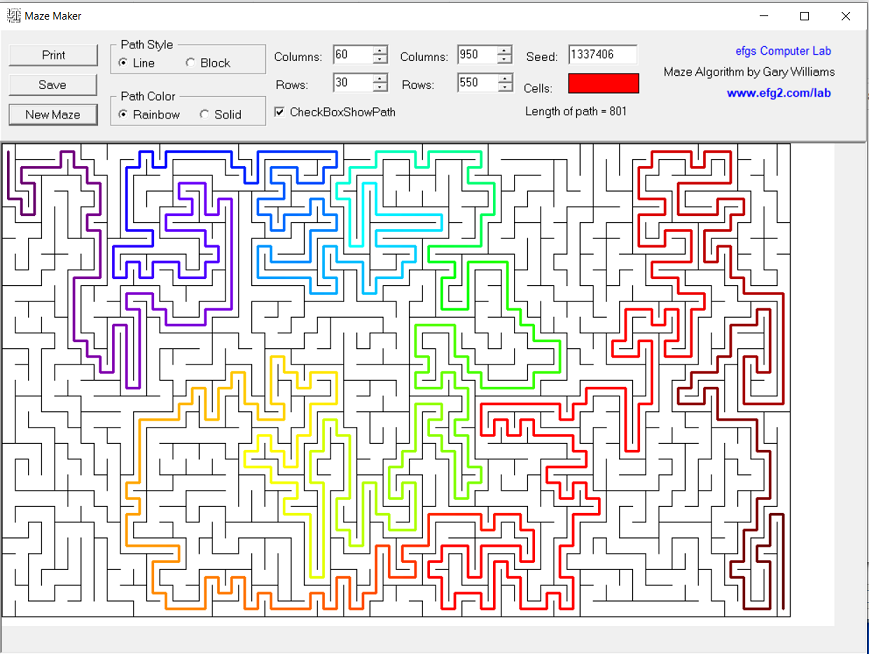 Maze Maker
Print
Save
New Maze
Path Style
Line
Block
Path Color
Rainbow
Solid
Columns:
60
Columns:
950
Seed:
1337406
Rows:
30
Rows:
550
Cells:
CheckBoxShowPath
Length of path = 801
efgs Computer Lab
Maze Algorithm by Gary Williams
www.efg2.com/lab